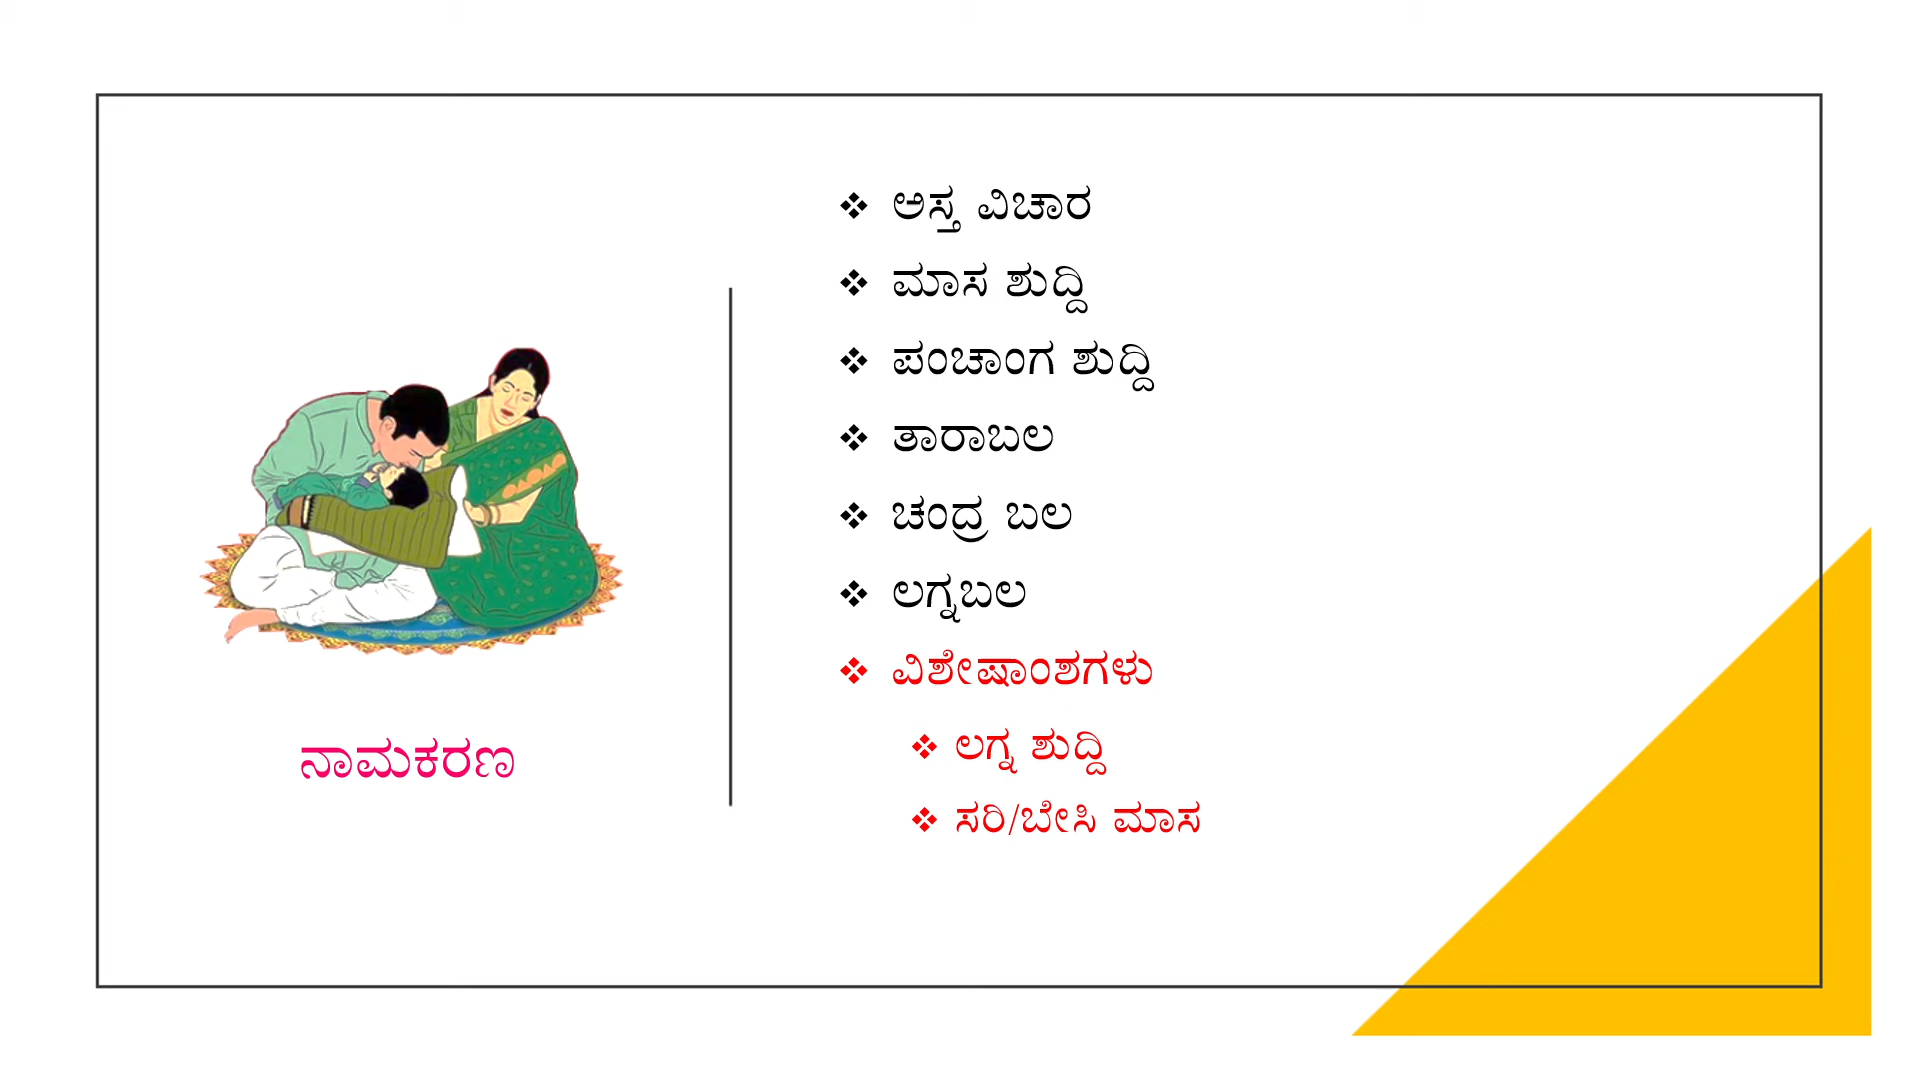 ನಾಮಕರಣ
❖ ಅಸ್ತ ವಿಚಾರ
❖ ಮಾಸ ಶುದ್ದಿ
❖ ಪಂಚಾಂಗ ಶುದ್ದಿ
❖ ತಾರಾಬಲ
❖ ಚಂದ್ರ ಬಲ
❖ ಲಗ್ನಬಲ
❖ ವಿಶೇಷಾಂಶಗಳು
❖ ಲಗ್ನ ಶುದ್ದಿ
❖ ಸರಿ/ಬೇಸಿ ಮಾಸ